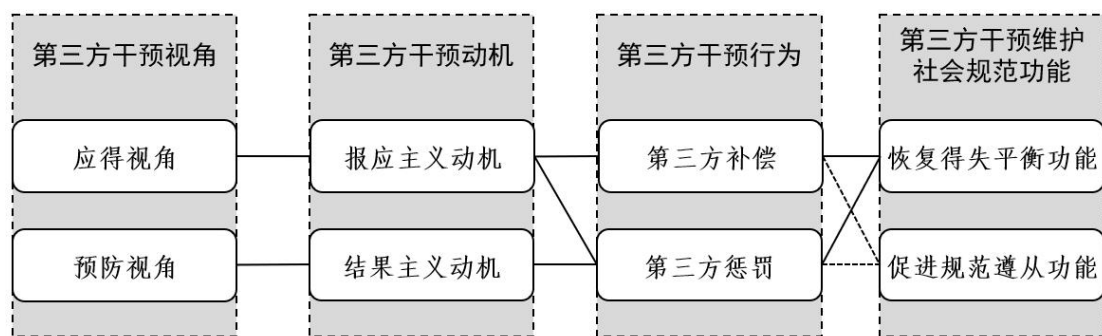 第三方干预视角
第三方干预动机
第三方干预行为
第三方干预维护
社会规范功能
应得视角
报应主义动机
第三方补偿
恢复得失平衡功能
预防视角
结果主义动机
第三方惩罚
促进规范遵从功能